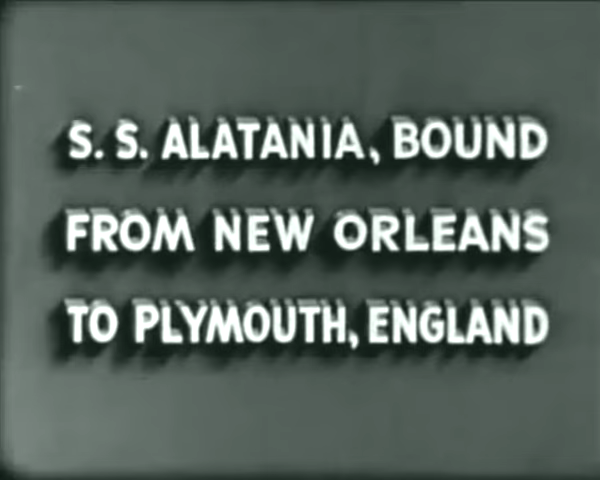 S. S. ALATANIA, BOUND
FROM NEW ORLEANS
TO PLYMOUTH, ENGLAND